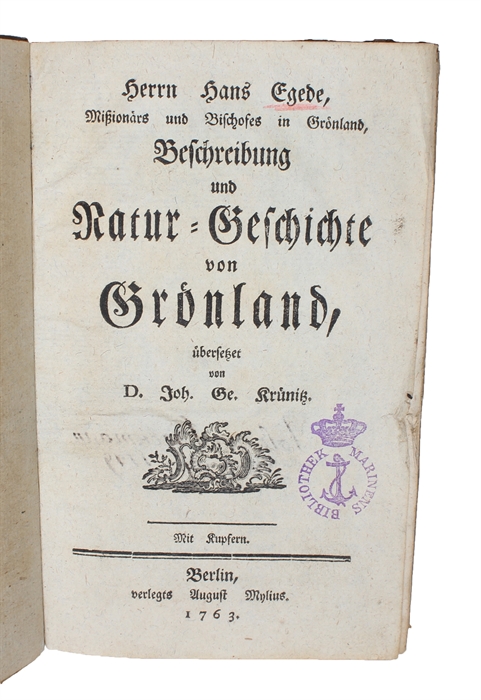 Herrn Hans Egede,
Mißionärs und Bischofes in Grönland,
Beschreibung
und
Natur-Geschichte
von
Grönland,
übersetzet
von
D. Joh. Ge. Krünitz.
MARINENS BIBLIOTHEK
Mit Kupfern.
Berlin,
verlegts August Mylius.
1763.